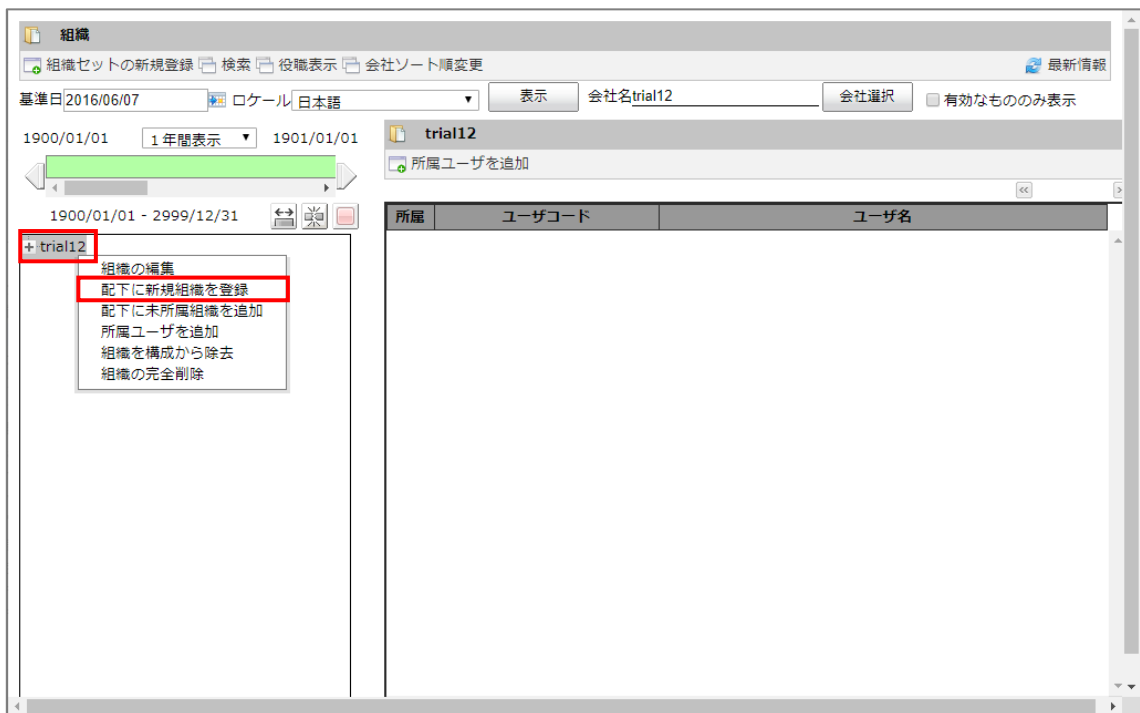 組織
組織セットの新規登録 検索 役職表示 会社ソート順変更 最新情報
基準日 2016/06/07 ロケール 日本語 表示 会社名 trial12 会社選択 有効なもののみ表示
1900/01/01 1年間表示 1901/01/01
1900/01/01 - 2999/12/31
+ trial12
組織の編集
配下に新規組織を登録
配下に未所属組織を追加
所属ユーザを追加
組織を構成から除去
組織の完全削除
trial12
所属ユーザを追加
所属 ユーザコード ユーザ名